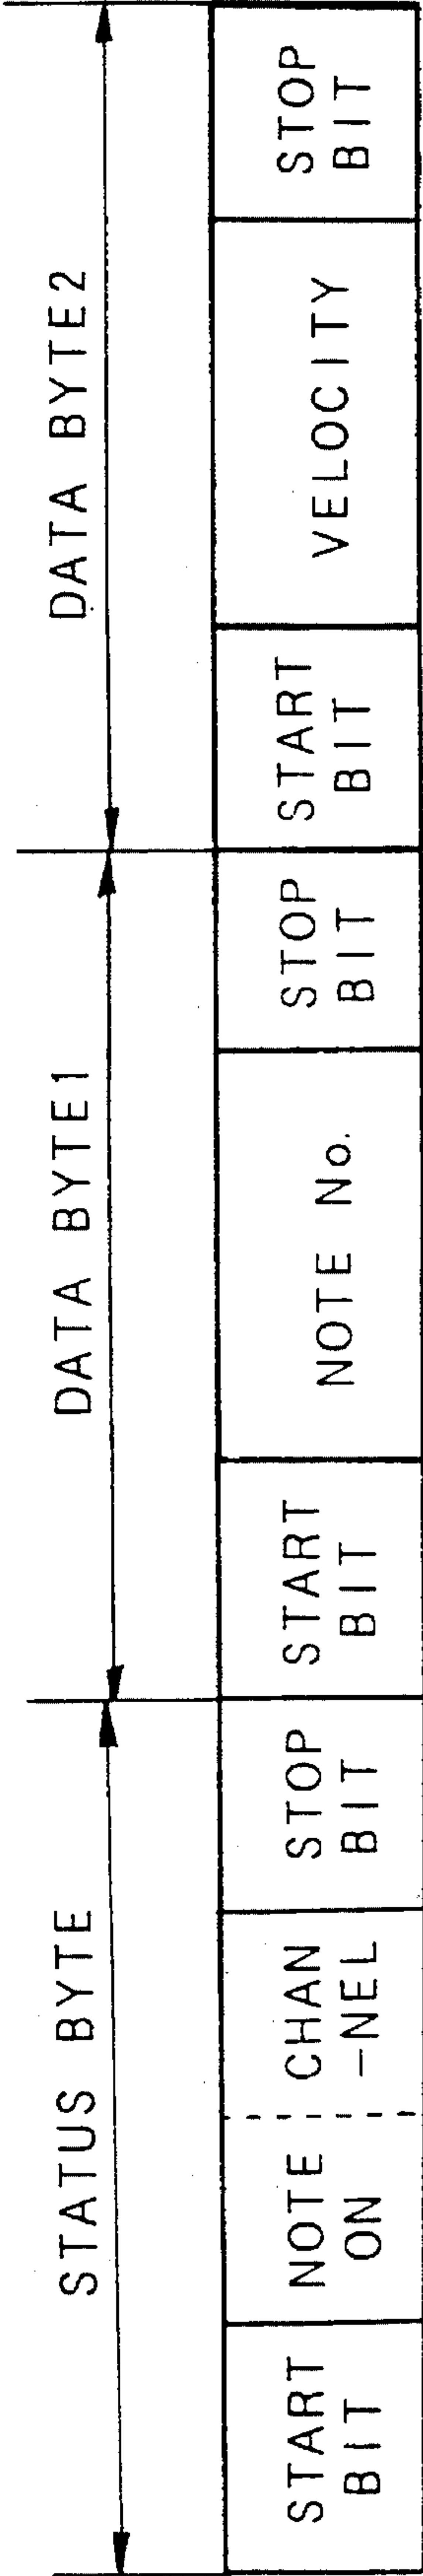 STATUS BYTE
DATA BYTE1
DATA BYTE2
START
BIT
NOTE
ON
CHAN
-NEL
STOP
BIT
START
BIT
NOTE No.
STOP
BIT
START
BIT
VELOCITY
STOP
BIT